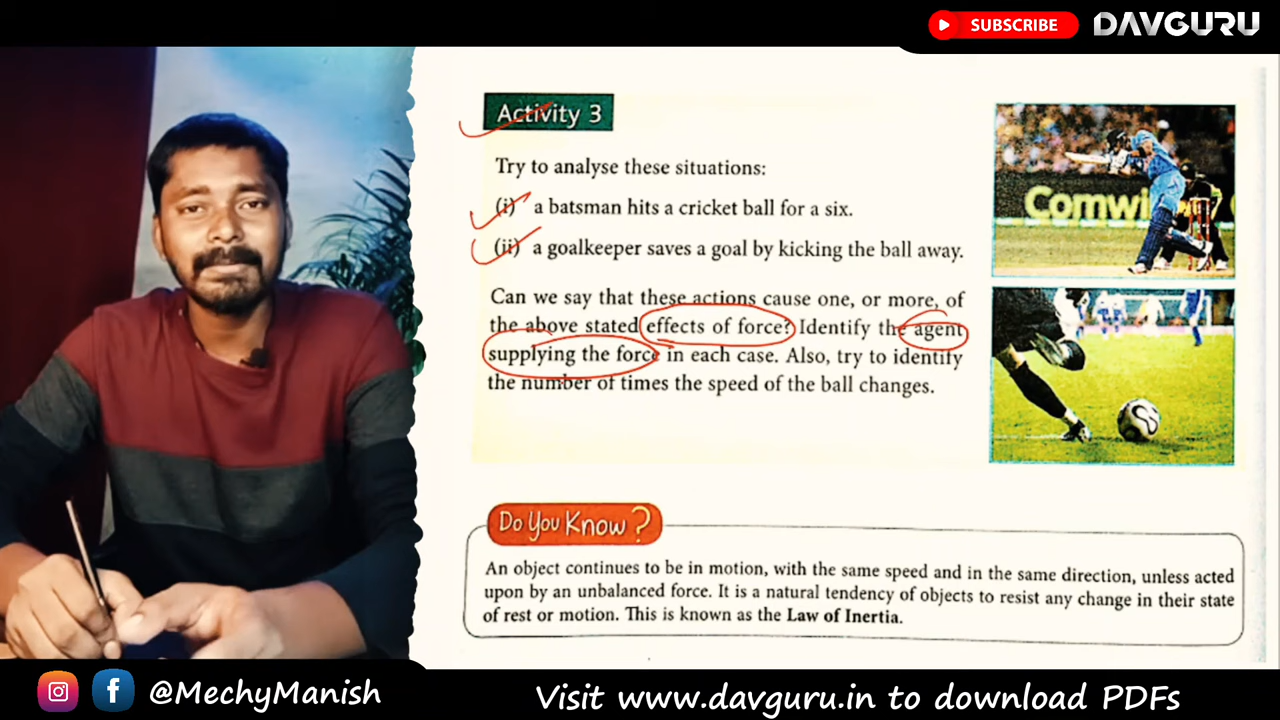 SUBSCRIBE DAVGURU
Activity 3
Try to analyse these situations:
(i) a batsman hits a cricket ball for a six.
(ii) a goalkeeper saves a goal by kicking the ball away.
Can we say that these actions cause one, or more, of
the above stated effects of force? Identify the agent
supplying the force in each case. Also, try to identify
the number of times the speed of the ball changes.
Comwi
Do You Know?
An object continues to be in motion, with the same speed and in the same direction, unless acted
upon by an unbalanced force. It is a natural tendency of objects to resist any change in their state
of rest or motion. This is known as the Law of Inertia.
@MechyManish
Visit www.davguru.in to download PDFs